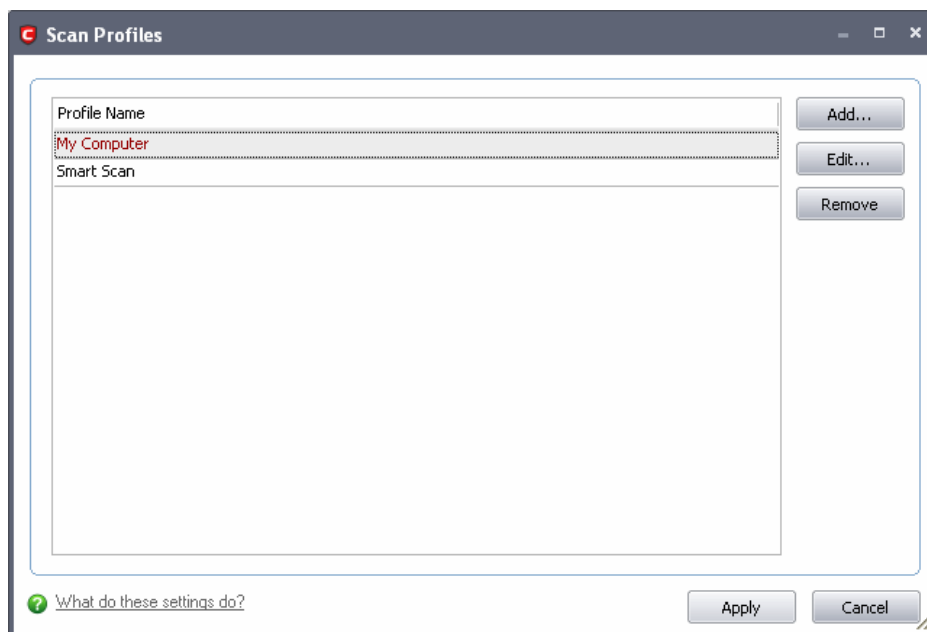 Scan Profiles
Profile Name
My Computer
Smart Scan
Add...
Edit...
Remove
What do these settings do?
Apply
Cancel